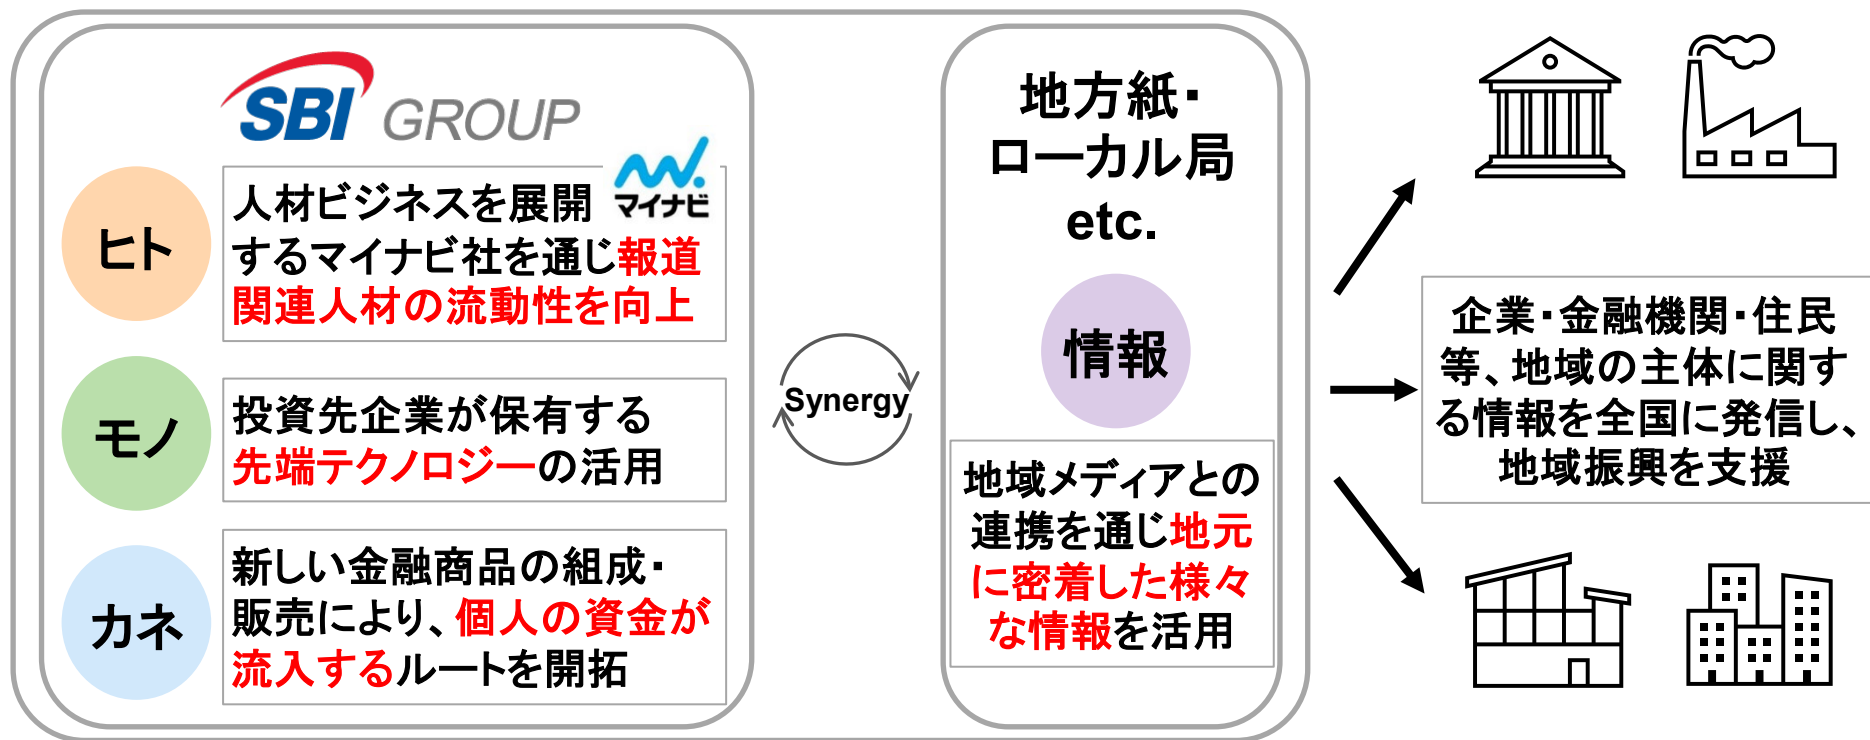 SBI GROUP
ヒト
人材ビジネスを展開
マイナビ
するマイナビ社を通じ報道
関連人材の流動性を向上
モノ
投資先企業が保有する
先端テクノロジーの活用
カネ
新しい金融商品の組成・
販売により、個人の資金が
流入するルートを開拓
Synergy
地方紙・
ローカル局
etc.
情報
地域メディアとの
連携を通じ地元
に密着した様々
な情報を活用
企業・金融機関・住民
等、地域の主体に関す
る情報を全国に発信し、
地域振興を支援